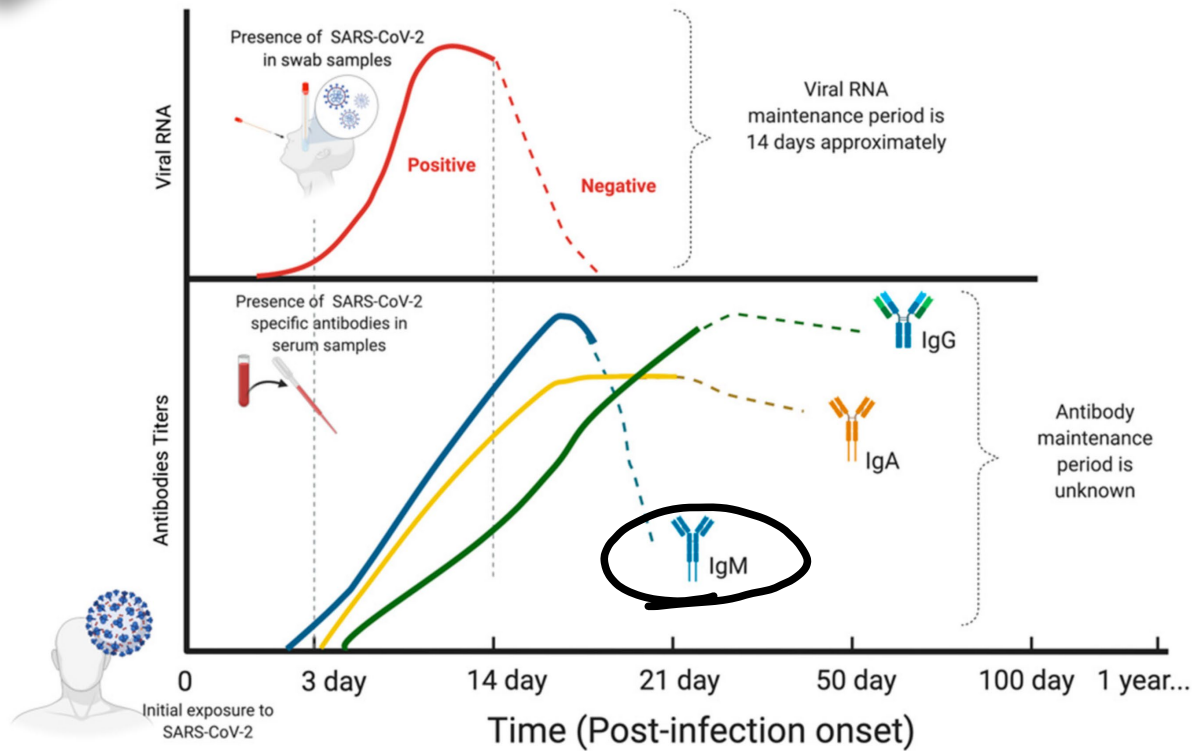 Presence of SARS-CoV-2
in swab samples
Viral RNA
Positive
Negative
Viral RNA
maintenance period is
14 days approximately
Presence of SARS-CoV-2
specific antibodies in
serum samples
Antibodies Titers
IgG
IgA
IgM
Antibody
maintenance
period is
unknown
0
3 day
14 day
21 day
50 day
100 day
1 year...
Initial exposure to
SARS-CoV-2
Time (Post-infection onset)